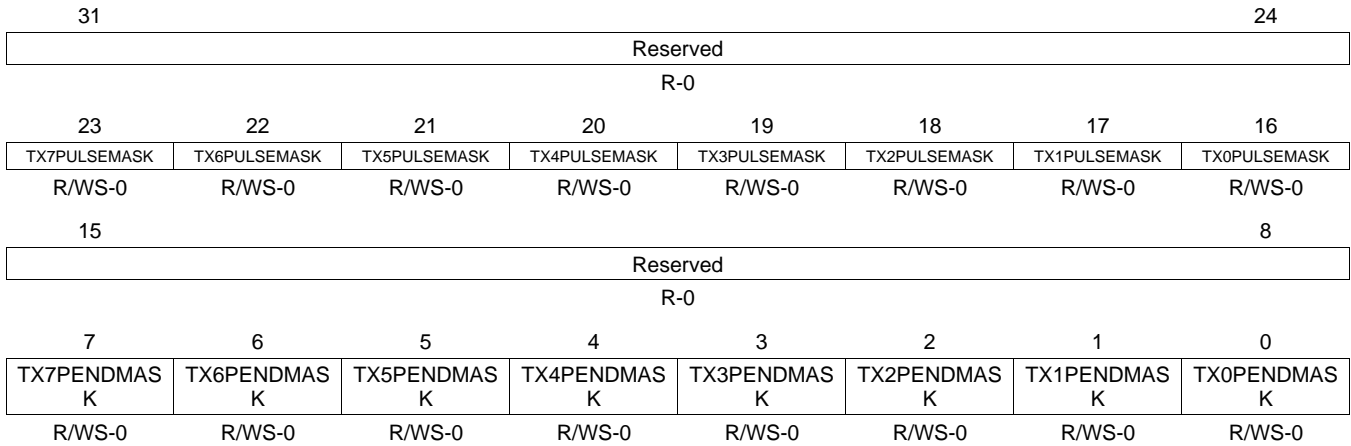 31 24
Reserved
R-0
23 22 21 20 19 18 17 16
TX7PULSEMASK TX6PULSEMASK TX5PULSEMASK TX4PULSEMASK TX3PULSEMASK TX2PULSEMASK TX1PULSEMASK TX0PULSEMASK
R/WS-0 R/WS-0 R/WS-0 R/WS-0 R/WS-0 R/WS-0 R/WS-0 R/WS-0
15 8
Reserved
R-0
7 6 5 4 3 2 1 0
TX7PENDMAS TX6PENDMAS TX5PENDMAS TX4PENDMAS TX3PENDMAS TX2PENDMAS TX1PENDMAS TX0PENDMAS
K K K K K K K K
R/WS-0 R/WS-0 R/WS-0 R/WS-0 R/WS-0 R/WS-0 R/WS-0 R/WS-0